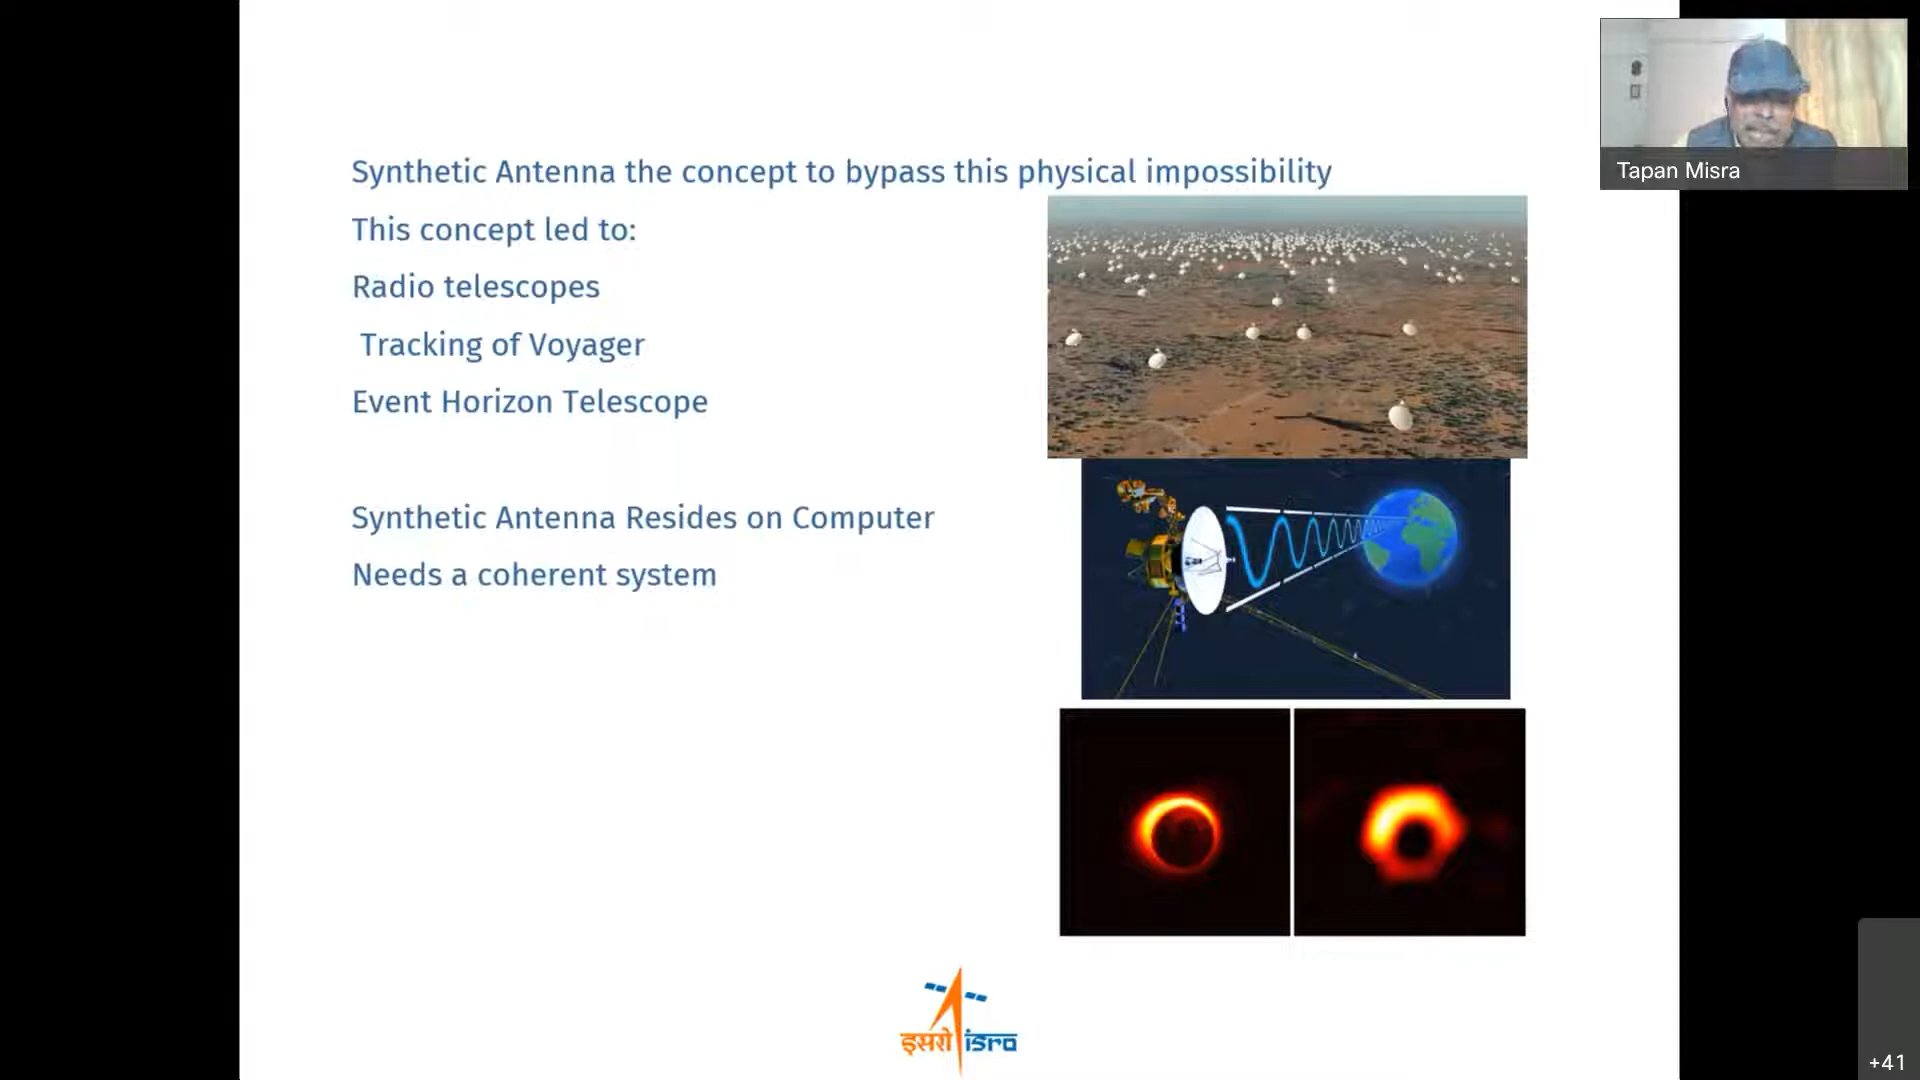 Synthetic Antenna the concept to bypass this physical impossibility
This concept led to:
Radio telescopes
Tracking of Voyager
Event Horizon Telescope
Synthetic Antenna Resides on Computer
Needs a coherent system
इसरो isro
Tapan Misra
+41